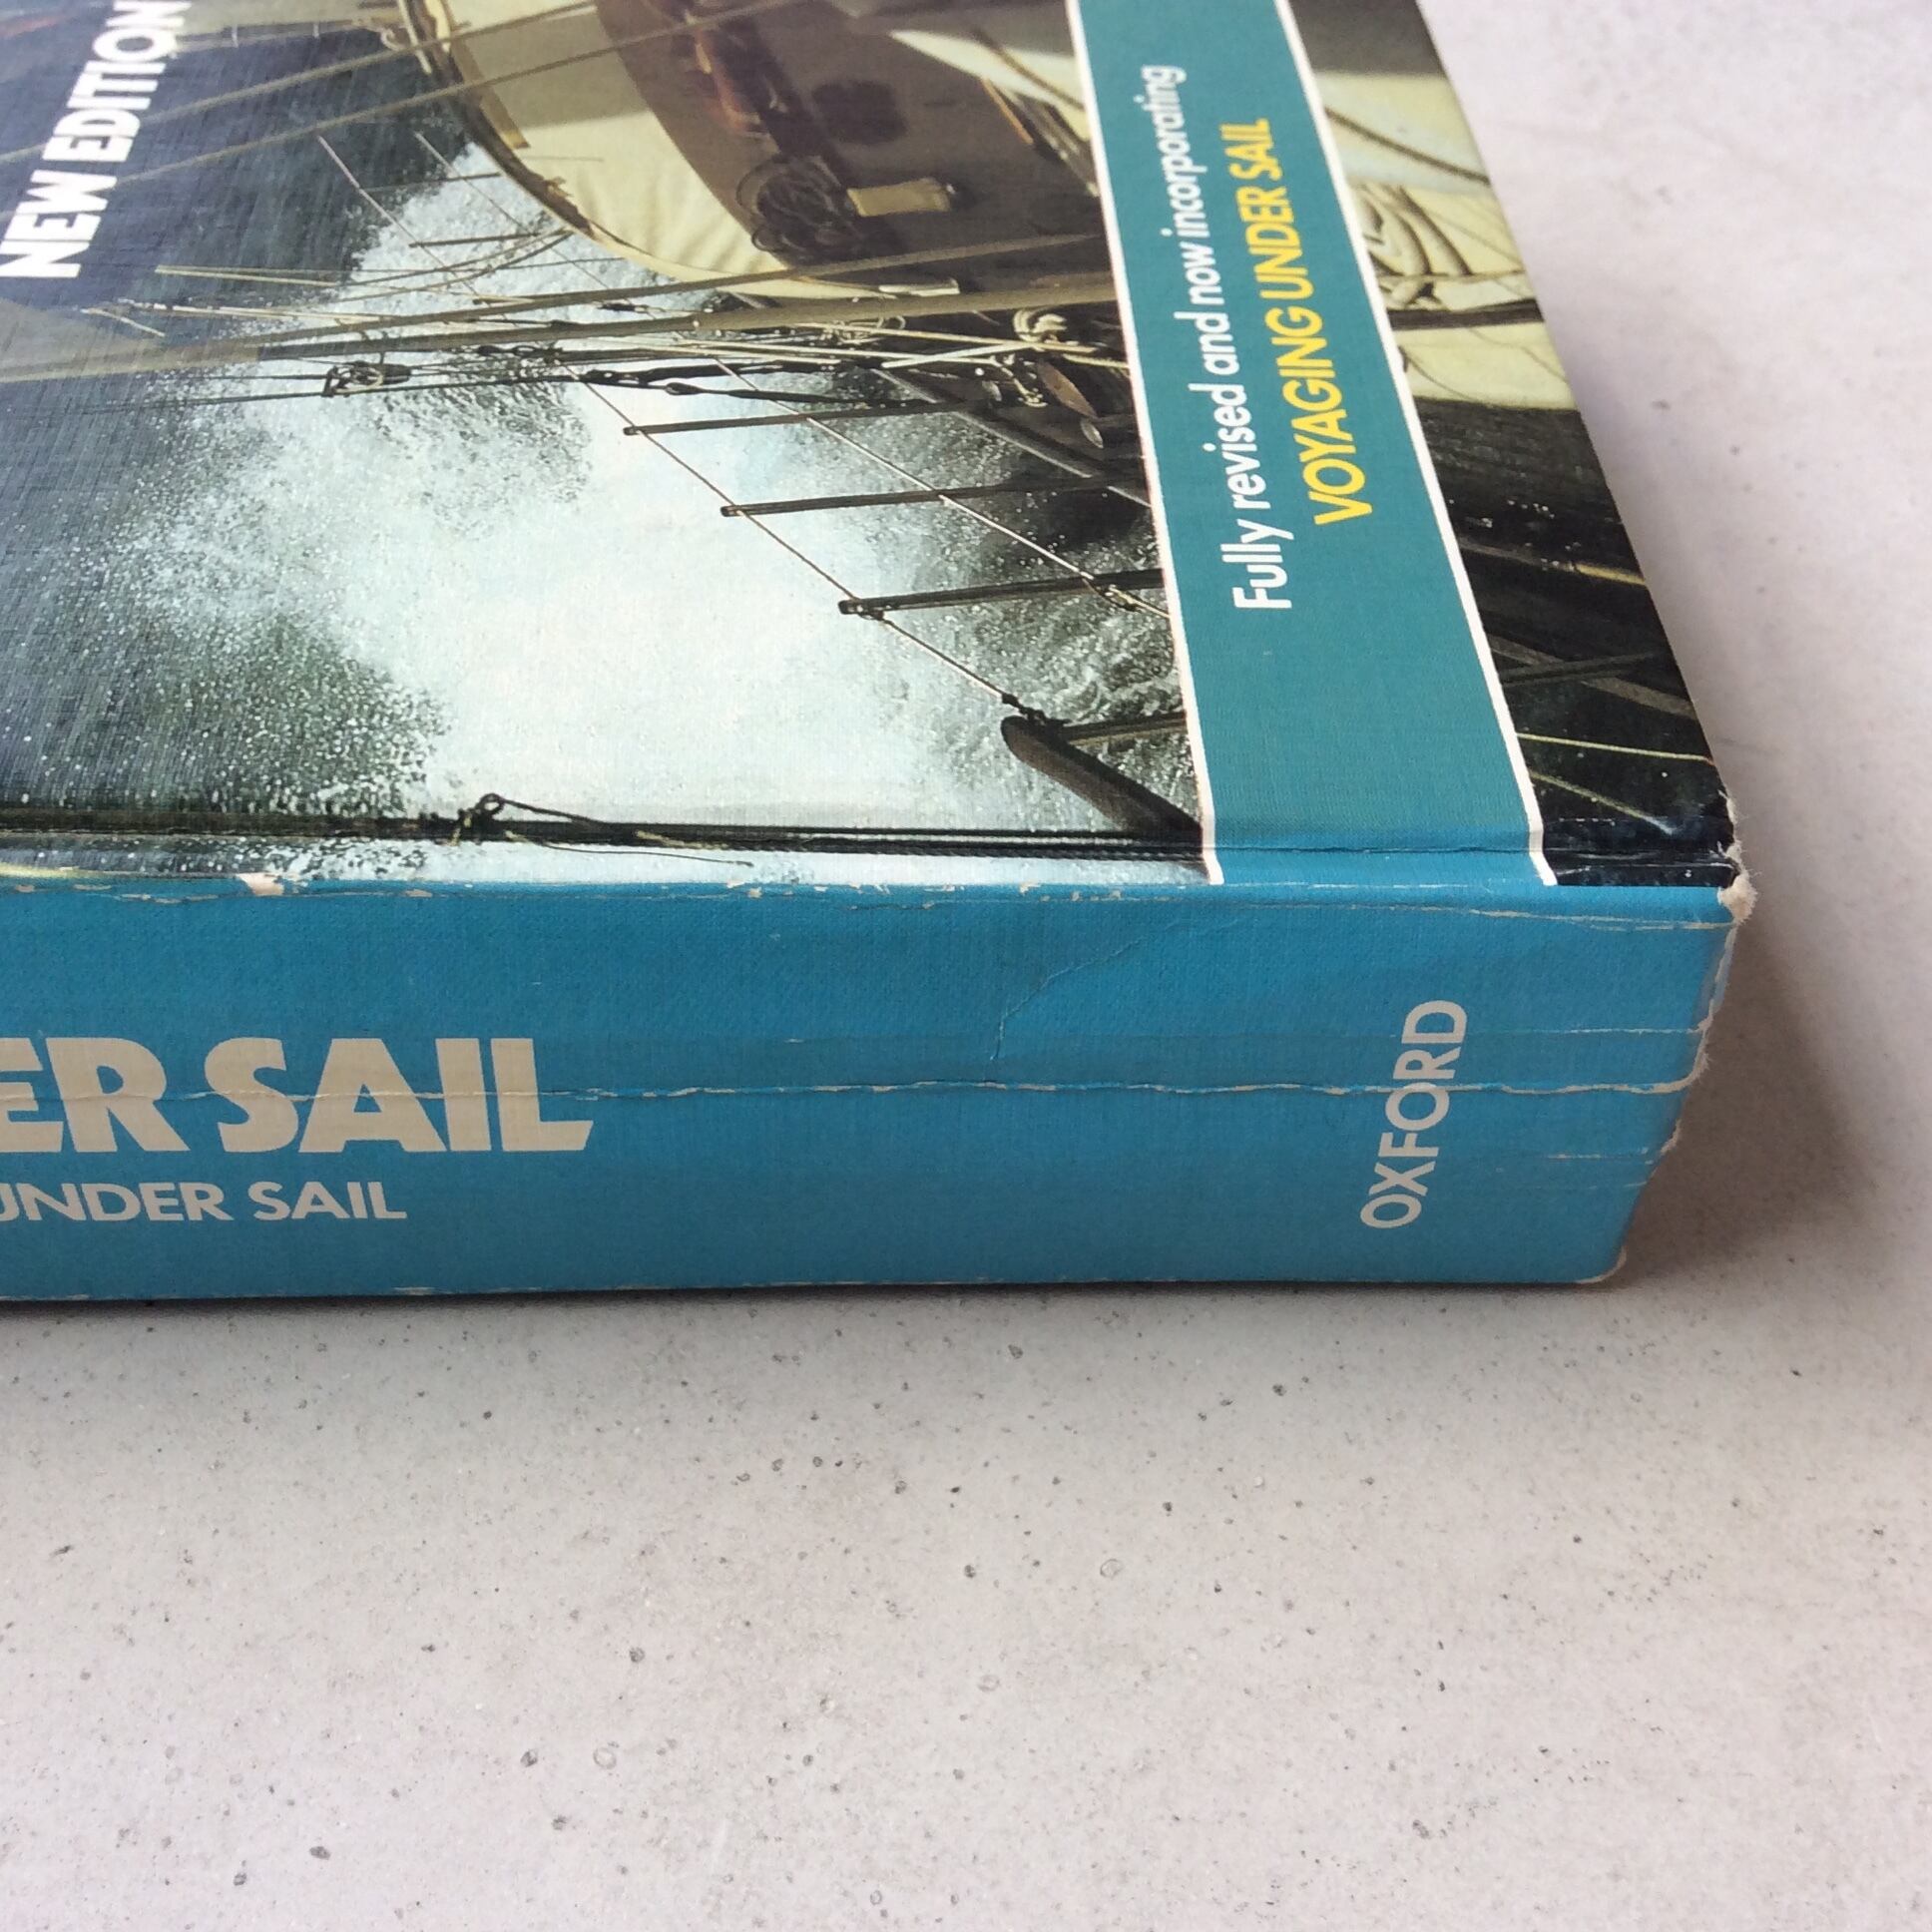 NEW EDITION
Fully revised and now incorporating
VOYAGING UNDER SAIL
ER SAIL
UNDER SAIL
OXFORD